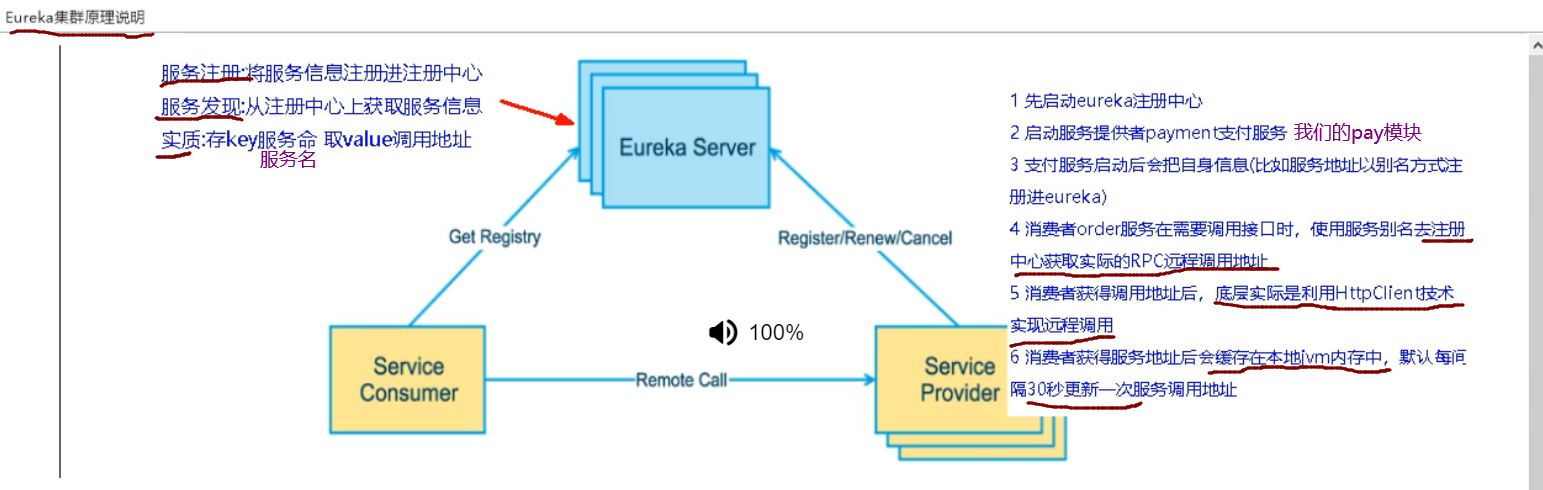 Eureka集群原理说明
服务注册:将服务信息注册进注册中心
服务发现:从注册中心上获取服务信息
实质:存key服务命 取value调用地址
服务名
Eureka Server
Get Registry
Register/Renew/Cancel
100%
Service
Consumer
Remote Call
Service
Provider
1 先启动eureka注册中心
2 启动服务提供者payment支付服务 我们的pay模块
3 支付服务启动后会把自身信息(比如服务地址以别名方式注
册进eureka)
4 消费者order服务在需要调用接口时，使用服务别名去注册
中心获取实际的RPC远程调用地址
5 消费者获得调用地址后，底层实际是利用HttpClient技术
实现远程调用
6 消费者获得服务地址后会缓存在本地jvm内存中，默认每间
隔30秒更新一次服务调用地址